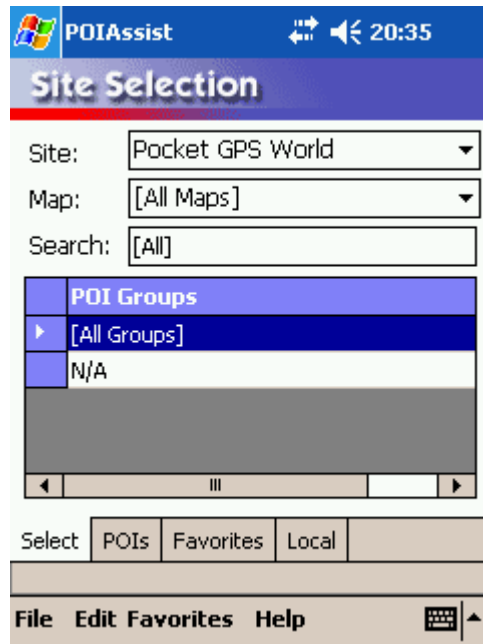 POIAssist 20:35
Site Selection
Site: Pocket GPS World
Map: [All Maps]
Search: [All]
POI Groups
[All Groups]
N/A
Select POIs Favorites Local
File Edit Favorites Help